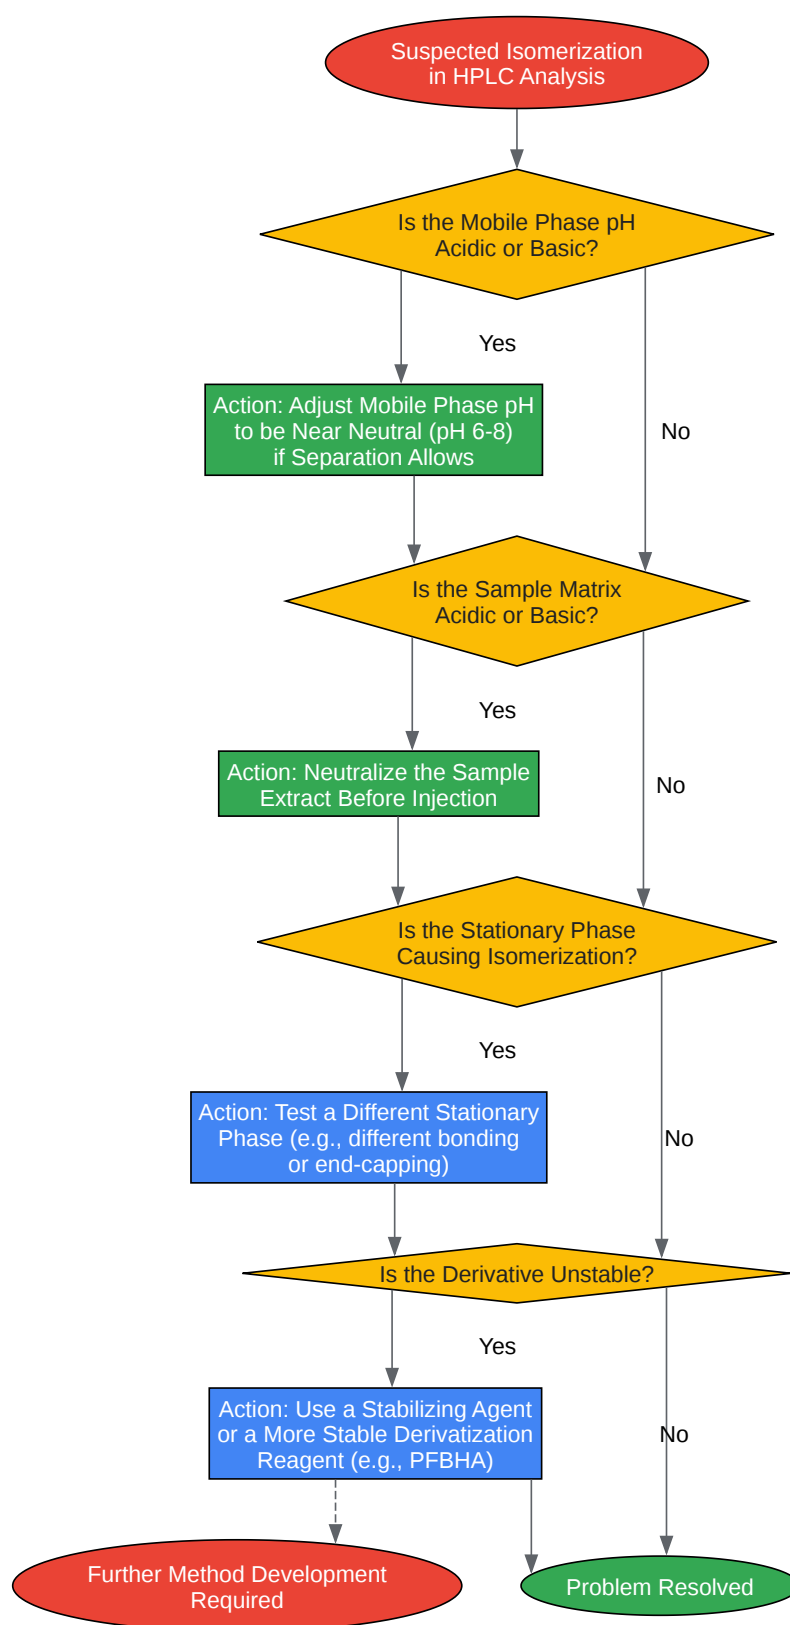 Suspected Isomerization
in HPLC Analysis
Is the Mobile Phase pH
Acidic or Basic?
Yes
Action: Adjust Mobile Phase pH
to be Near Neutral (pH 6-8)
if Separation Allows
No
Is the Sample Matrix
Acidic or Basic?
Yes
Action: Neutralize the Sample
Extract Before Injection
No
Is the Stationary Phase
Causing Isomerization?
Yes
Action: Test a Different Stationary
Phase (e.g., different bonding
or end-capping)
No
Is the Derivative Unstable?
Yes
Action: Use a Stabilizing Agent
or a More Stable Derivatization
Reagent (e.g., PFBHA)
No
Further Method Development
Required
Problem Resolved